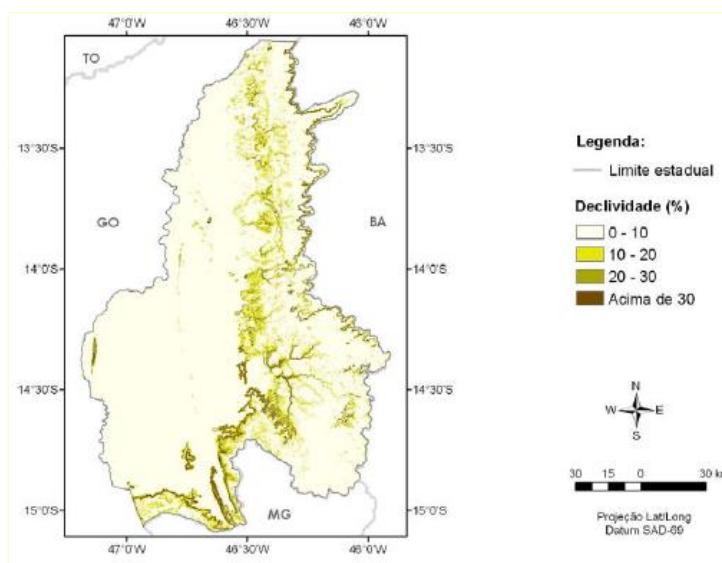 47°0'W 46°30'W 46°0'W
TO
13°30'S 13°30'S
GO BA
14°0'S 14°0'S
14°30'S 14°30'S
15°0'S 15°0'S
MG
47°0'W 46°30'W 46°0'W
Legenda:
Limite estadual
Declividade (%)
0 - 10
10 - 20
20 - 30
Acima de 30
N
W E
S
30 15 0 30 km
Projeção Lat/Long
Datum SAD-69